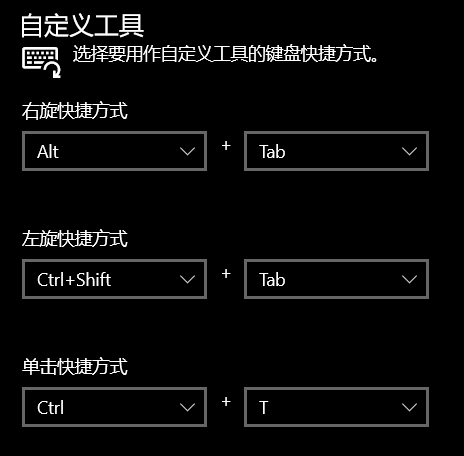 自定义工具
选择要用作自定义工具的键盘快捷方式。
右旋快捷方式
Alt + Tab
左旋快捷方式
Ctrl+Shift + Tab
单击快捷方式
Ctrl + T